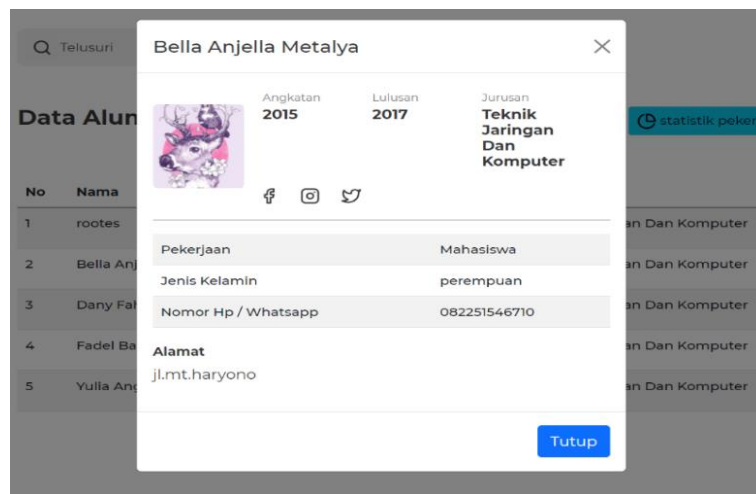 Telusuri
Bella Anjella Metalya
Angkatan
2015
Lulusan
2017
Jurusan
Teknik
Jaringan
Dan
Komputer
Data Alun
statistik peker
No Nama
1 rootes an Dan Komputer
2 Bella Anj an Dan Komputer
3 Dany Fah an Dan Komputer
4 Fadel Ba an Dan Komputer
5 Yulia Ang an Dan Komputer
Pekerjaan Mahasiswa
Jenis Kelamin perempuan
Nomor Hp / Whatsapp 082251546710
Alamat
jl.mt.haryono
Tutup